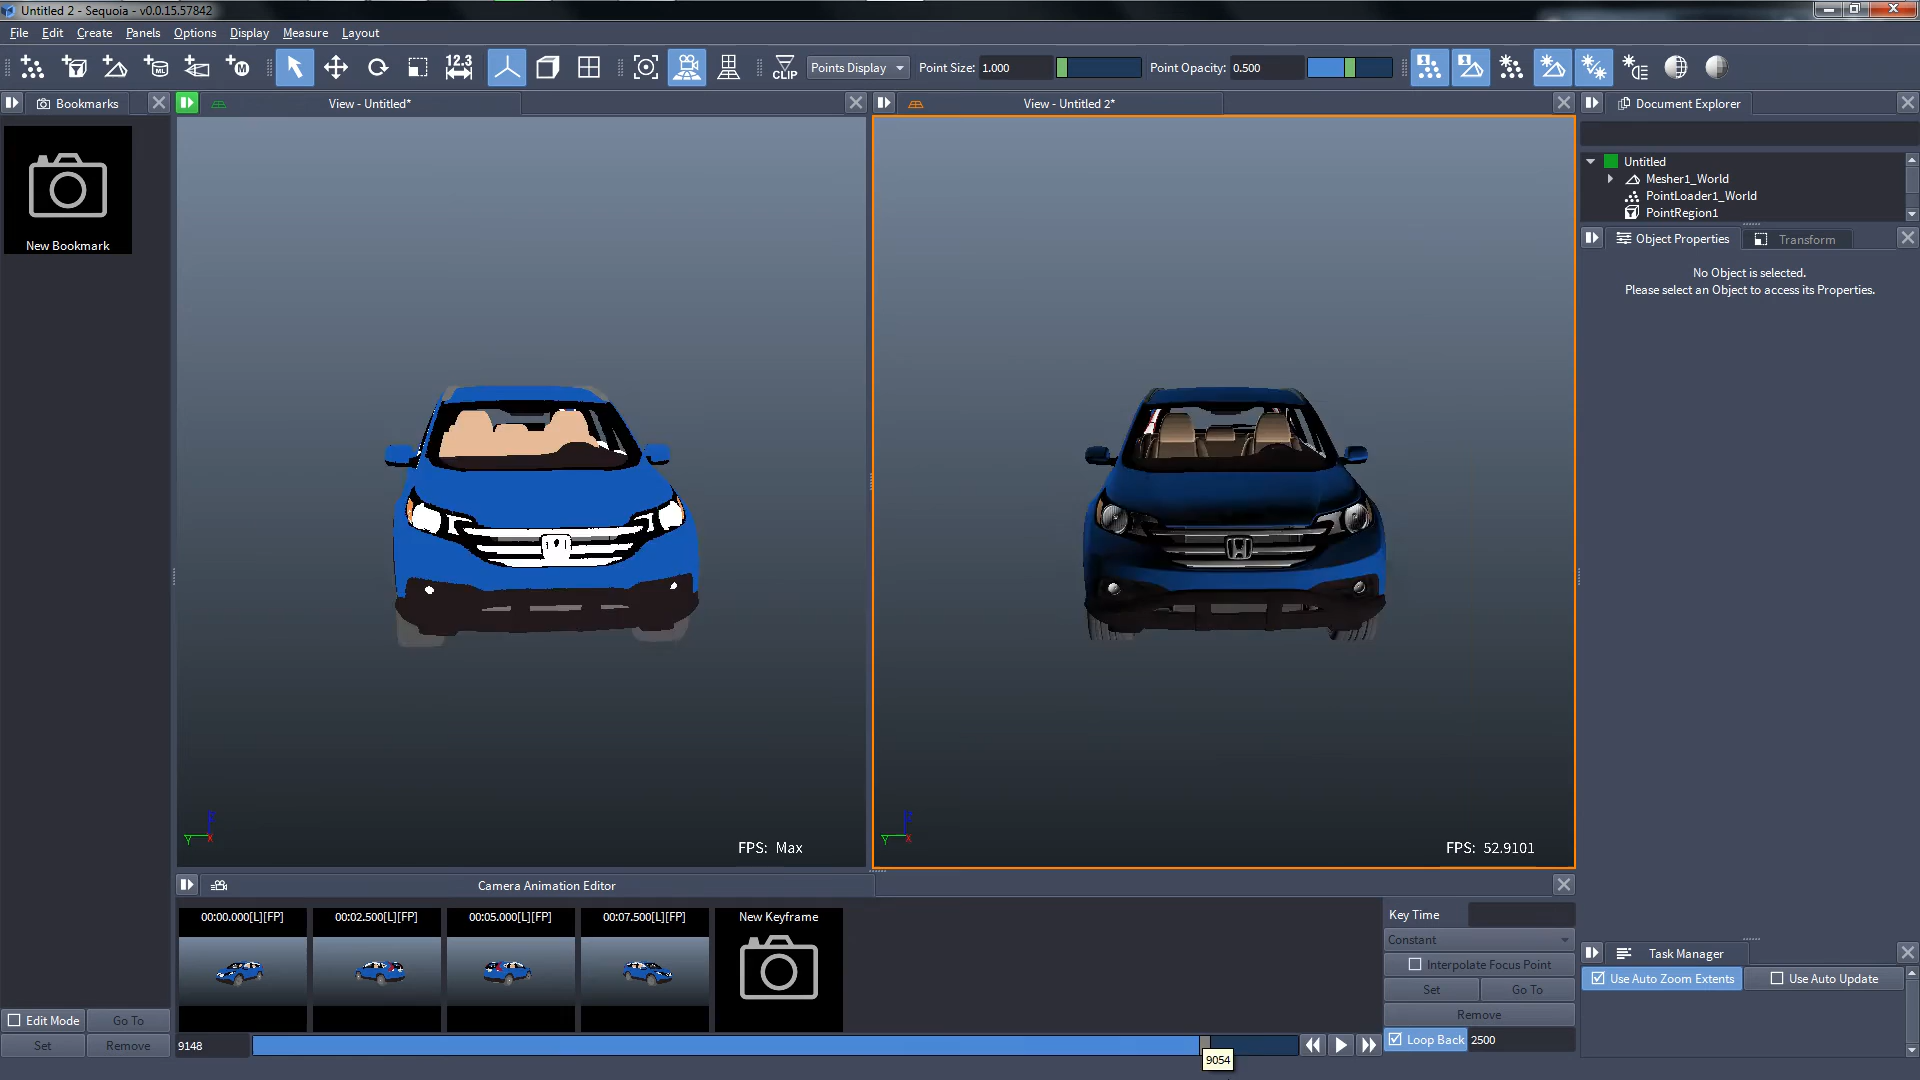 Untitled 2 - Sequoia - v0.0.15.57842
File Edit Create Panels Options Display Measure Layout
12.3
CLIP
Points Display
Point Size: 1.000
Point Opacity: 0.500
Bookmarks
View - Untitled*
View - Untitled 2*
Document Explorer
New Bookmark
Untitled
Mesher1_World
PointLoader1_World
PointRegion1
Object Properties
Transform
No Object is selected.
Please select an Object to access its Properties.
Y
FPS: Max
Y
FPS: 52.9101
Camera Animation Editor
00:00.000[L][FP]
00:02.500[L][FP]
00:05.000[L][FP]
00:07.500[L][FP]
New Keyframe
Key Time
Constant
Interpolate Focus Point
Set
Go To
Remove
Loop Back 2500
Task Manager
Use Auto Zoom Extents
Use Auto Update
Edit Mode
Go To
Set
Remove
9148
9054